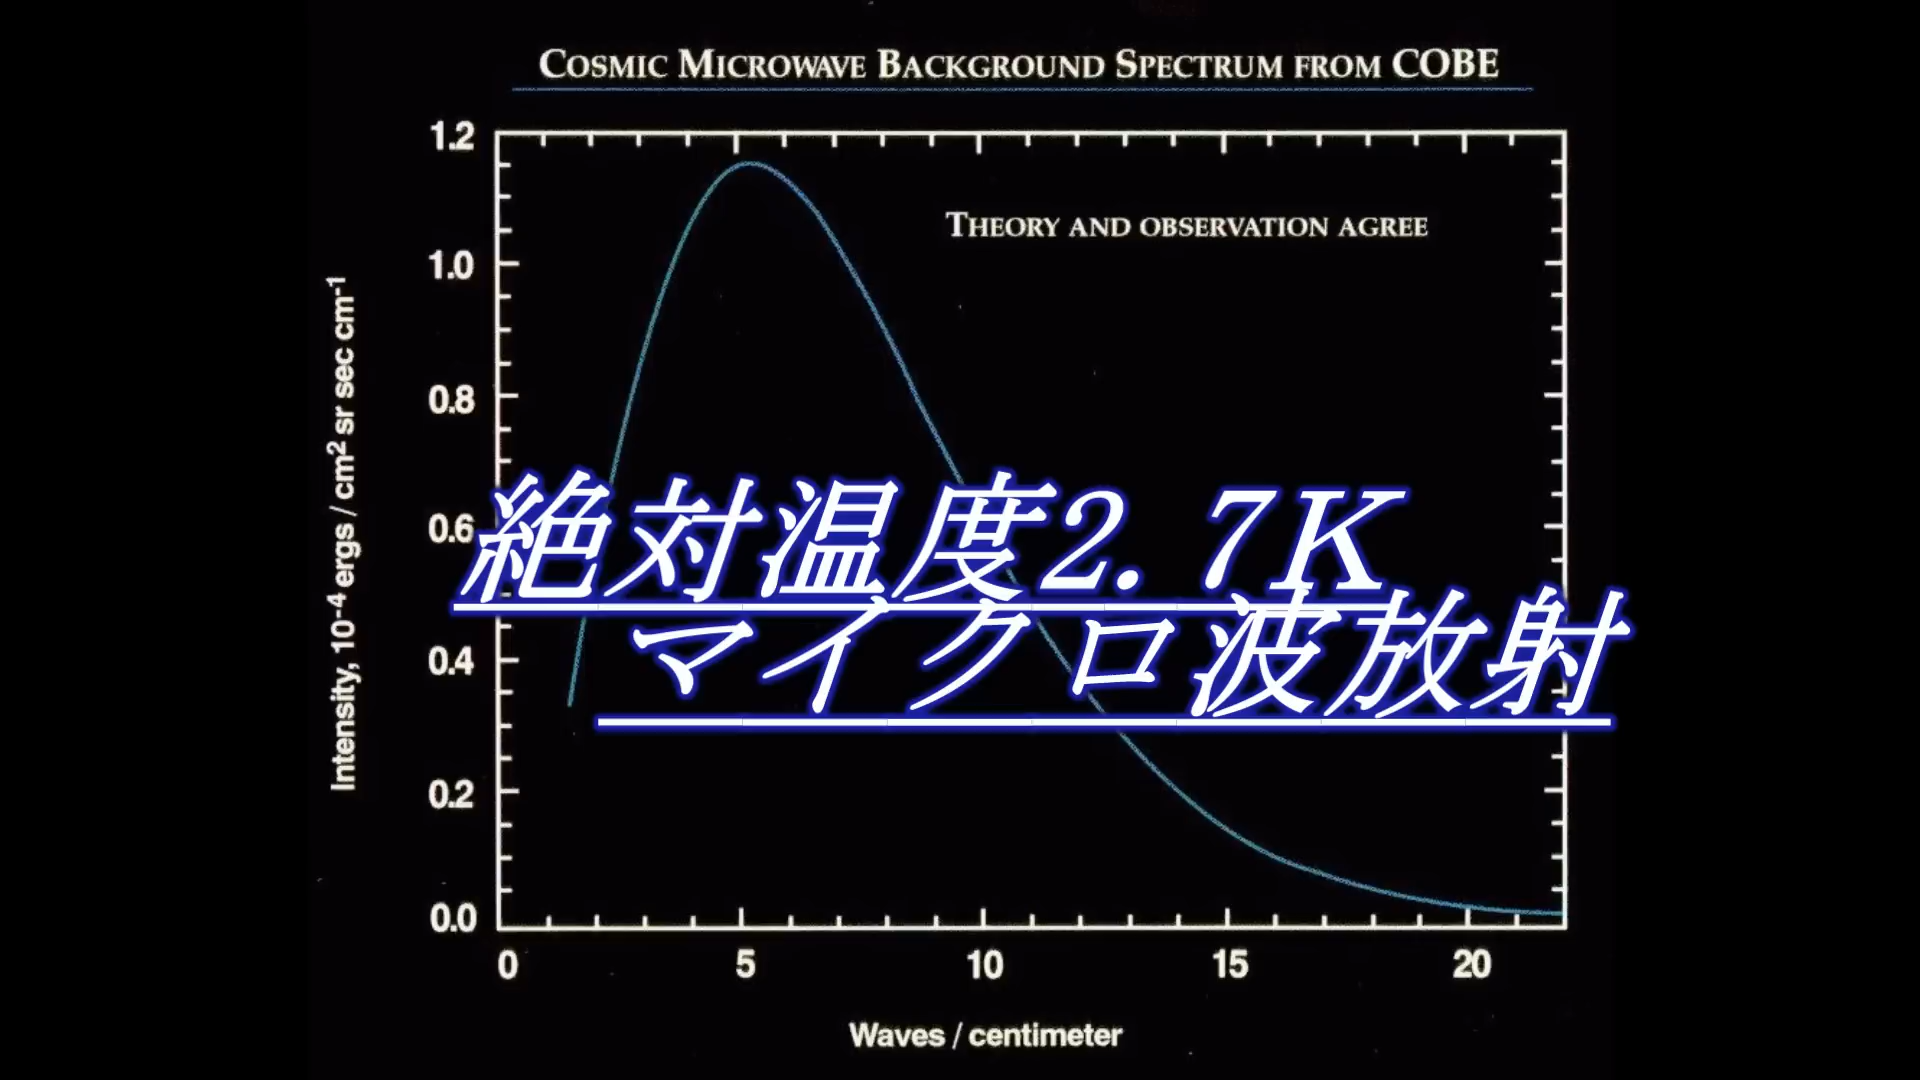 COSMIC MICROWAVE BACKGROUND SPECTRUM FROM COBE
THEORY AND OBSERVATION AGREE
1.2
1.0
0.8
0.6
0.4
0.2
0.0
Intensity, 10⁻⁴ ergs / cm² sr sec cm⁻¹
絶対温度2.7K
マイクロ波放射
0 5 10 15 20
Waves / centimeter